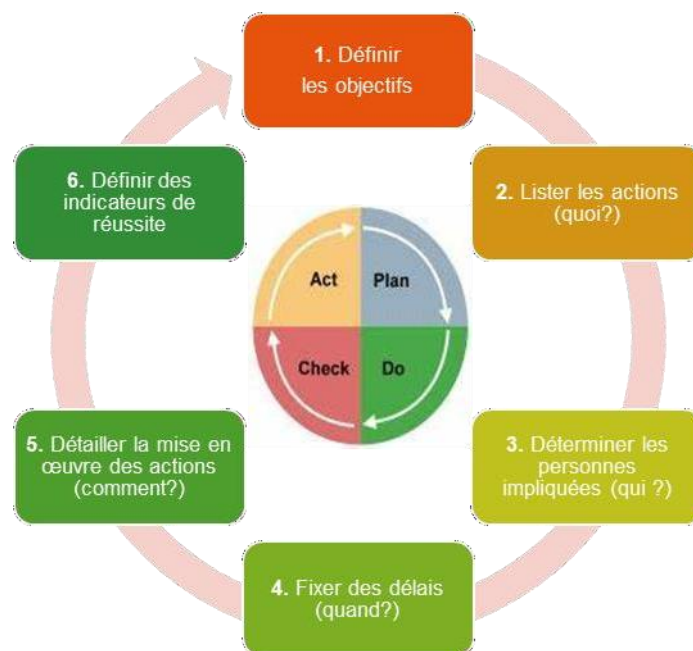 1. Définir
les objectifs
2. Lister les actions
(quoi?)
3. Déterminer les
personnes
impliquées (qui ?)
4. Fixer des délais
(quand?)
5. Détailler la mise en
œuvre des actions
(comment?)
6. Définir des
indicateurs de
réussite
Act
Plan
Check
Do